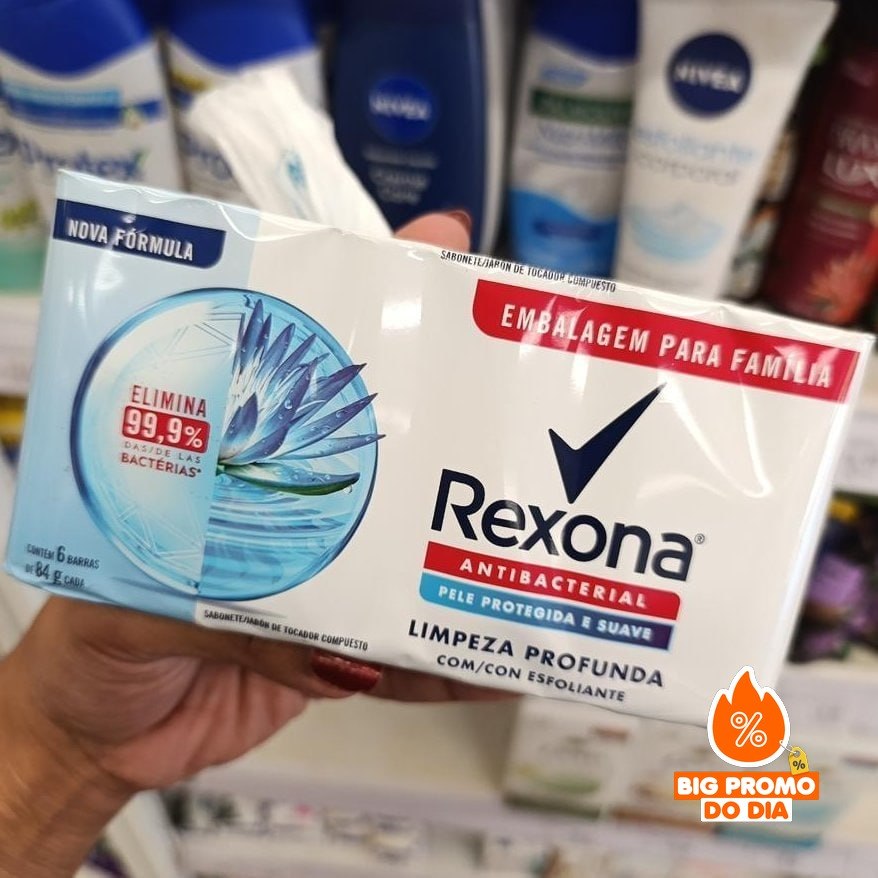 NIVEA
NIVEA
NOVA FÓRMULA
SABONETE/JABÓN DE TOCADOR COMPUESTO
EMBALAGEM PARA FAMÍLIA
ELIMINA
99,9%
DAS/DE LAS
BACTÉRIAS*
Rexona®
ANTIBACTERIAL
PELE PROTEGIDA E SUAVE
LIMPEZA PROFUNDA
COM/CON ESFOLIANTE
CONTÉM 6 BARRAS
DE 84 g CADA
SABONETE/JABÓN DE TOCADOR COMPUESTO
%
%
BIG PROMO
DO DIA